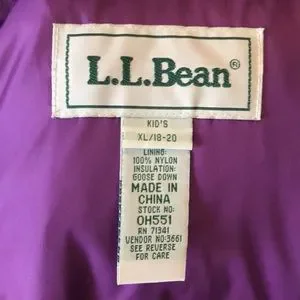 L.L.Bean®
KID'S
XL/18-20
LINING:
100% NYLON
INSULATION:
GOOSE DOWN
MADE IN
CHINA
STOCK NO:
OH551
RN 71341
VENDOR NO:3661
SEE REVERSE
FOR CARE